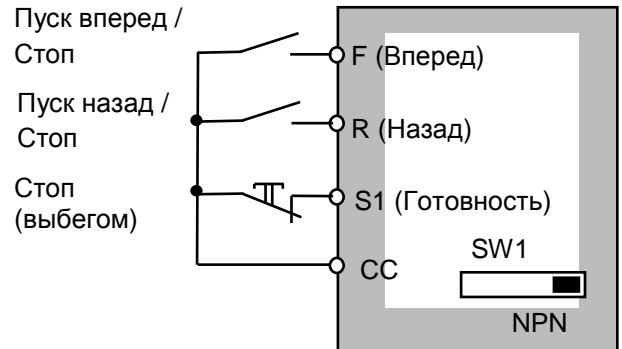 Пуск вперед /
Стоп
F (Вперед)
Пуск назад /
Стоп
R (Назад)
Стоп
(выбегом)
S1 (Готовность)
SW1
CC
NPN